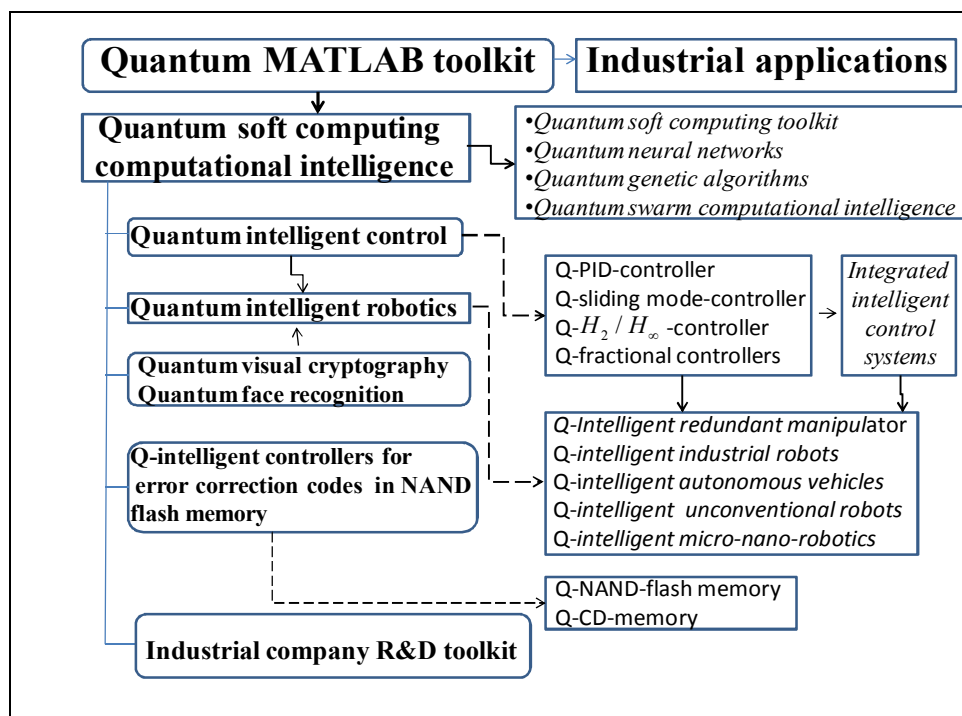 Quantum MATLAB toolkit
Industrial applications
Quantum soft computing
computational intelligence
•Quantum soft computing toolkit
•Quantum neural networks
•Quantum genetic algorithms
•Quantum swarm computational intelligence
Quantum intelligent control
Quantum intelligent robotics
Quantum visual cryptography
Quantum face recognition
Q-intelligent controllers for
error correction codes in NAND
flash memory
Industrial company R&D toolkit
Q-PID-controller
Q-sliding mode-controller
Q-H₂ / H∞ -controller
Q-fractional controllers
Integrated
intelligent
control
systems
Q-Intelligent redundant manipulator
Q-intelligent industrial robots
Q-intelligent autonomous vehicles
Q-intelligent unconventional robots
Q-intelligent micro-nano-robotics
Q-NAND-flash memory
Q-CD-memory